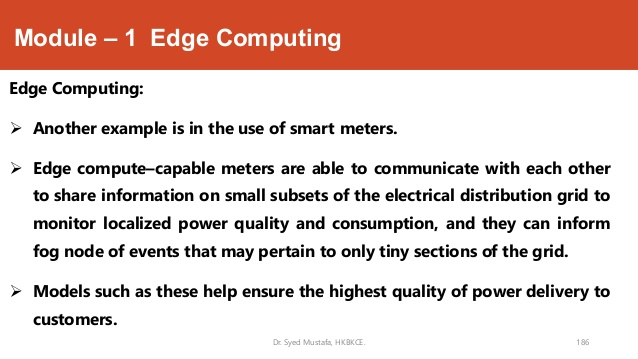 Module – 1 Edge Computing
Edge Computing:
➢ Another example is in the use of smart meters.
➢ Edge compute–capable meters are able to communicate with each other
to share information on small subsets of the electrical distribution grid to
monitor localized power quality and consumption, and they can inform
fog node of events that may pertain to only tiny sections of the grid.
➢ Models such as these help ensure the highest quality of power delivery to
customers.
Dr. Syed Mustafa, HKBKCE. 186